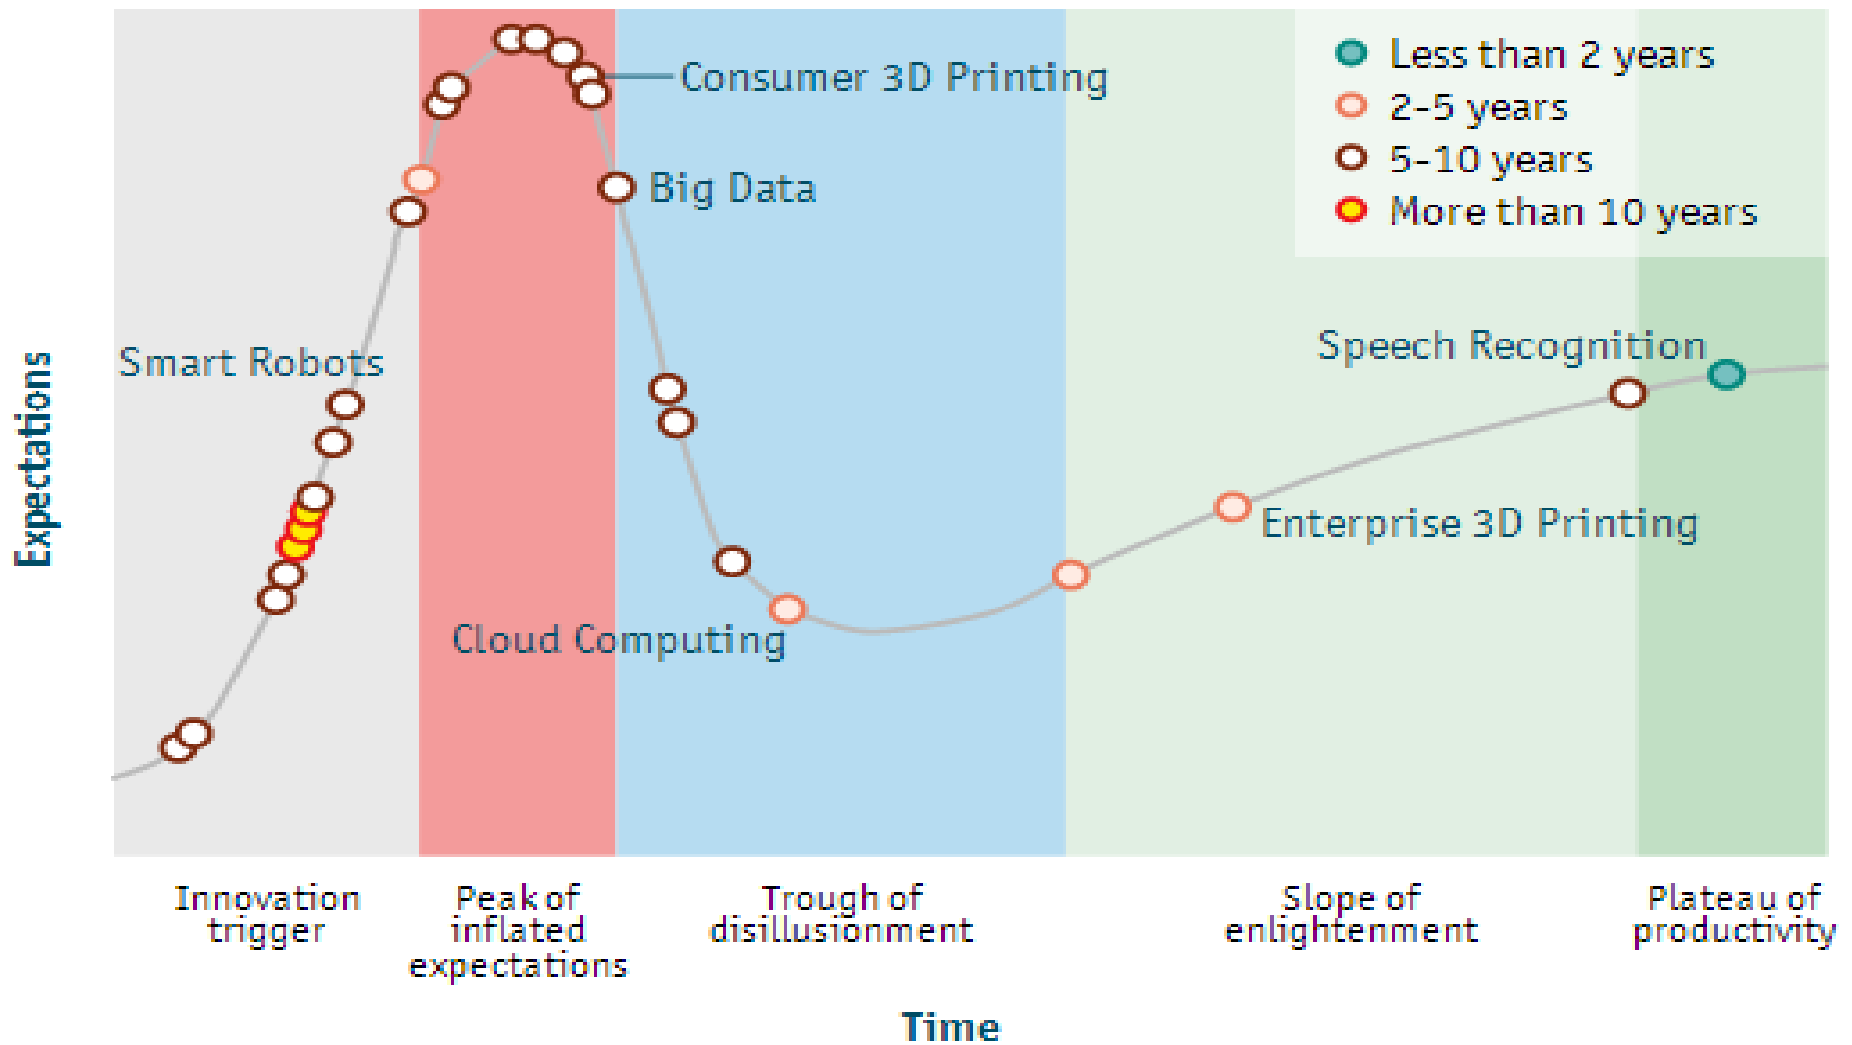 Less than 2 years
Consumer 3D Printing
2-5 years
5-10 years
Big Data
More than 10 years
Speech Recognition
Smart Robots
Expectations
Enterprise 3D Printing
Cloud Computing
Innovation
trigger
Peak of
inflated
expectations
Trough of
disillusionment
Slope of
enlightenment
Plateau of
productivity
Time